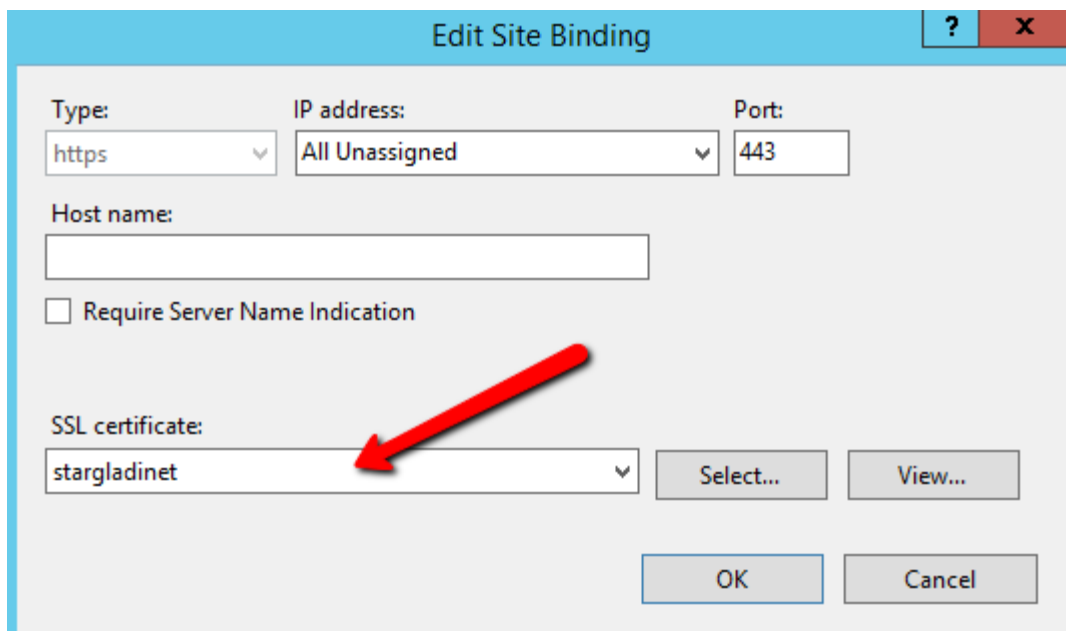 Edit Site Binding
?
x
Type:
IP address:
Port:
https
All Unassigned
443
Host name:
Require Server Name Indication
SSL certificate:
stargladinet
Select...
View...
OK
Cancel